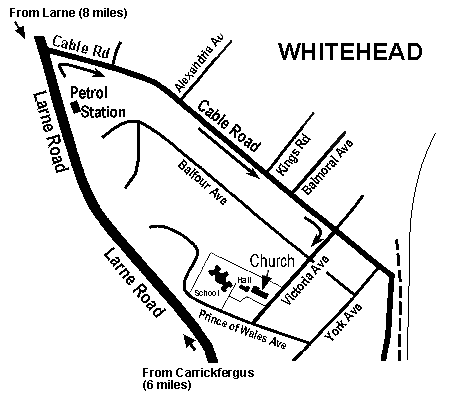 From Larne (8 miles)
WHITEHEAD
Cable Rd
Alexandria Av
Petrol
Station
Larne Road
Cable Road
Kings Rd
Balmoral Ave
Balfour Ave
Larne Road
Church
Hall
School
Victoria Ave
Prince of Wales Ave
York Ave
From Carrickfergus
(6 miles)